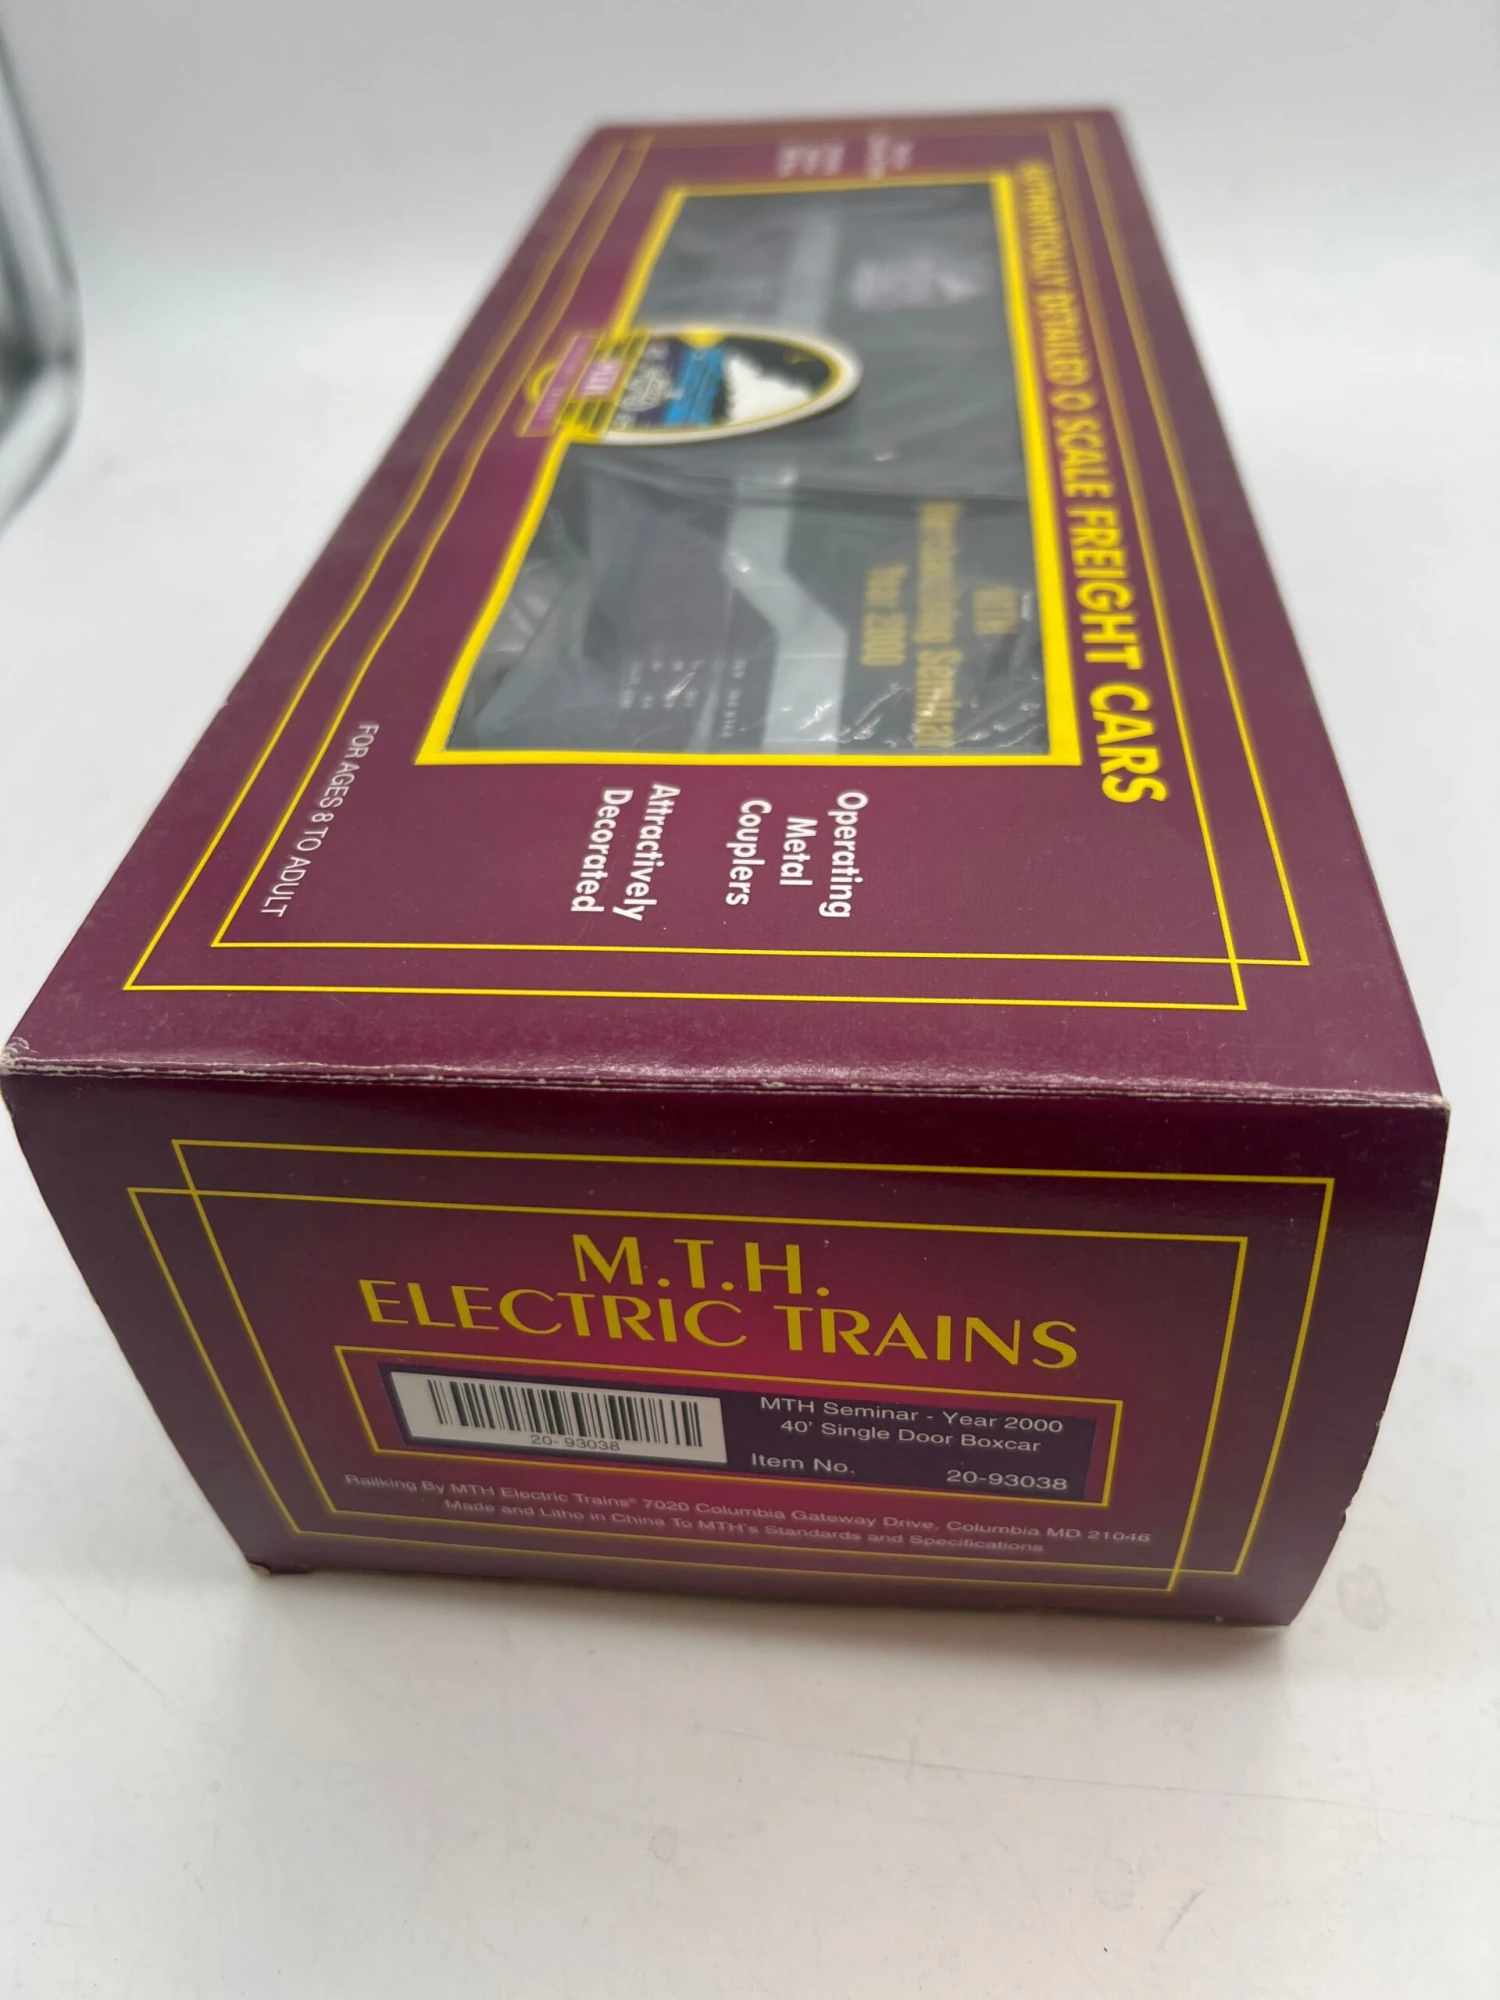 AUTHENTICALLY DETAILED O SCALE FREIGHT CARS
MTH
Merchandising Seminar
Year 2000
Operating
Metal
Couplers
Attractively
Decorated
FOR AGES 8 TO ADULT
M.T.H.
ELECTRIC TRAINS
20-93038
MTH Seminar - Year 2000
40' Single Door Boxcar
Item No. 20-93038
Railking By MTH Electric Trains® 7020 Columbia Gateway Drive, Columbia MD 21046
Made and Litho in China To MTH's Standards and Specifications